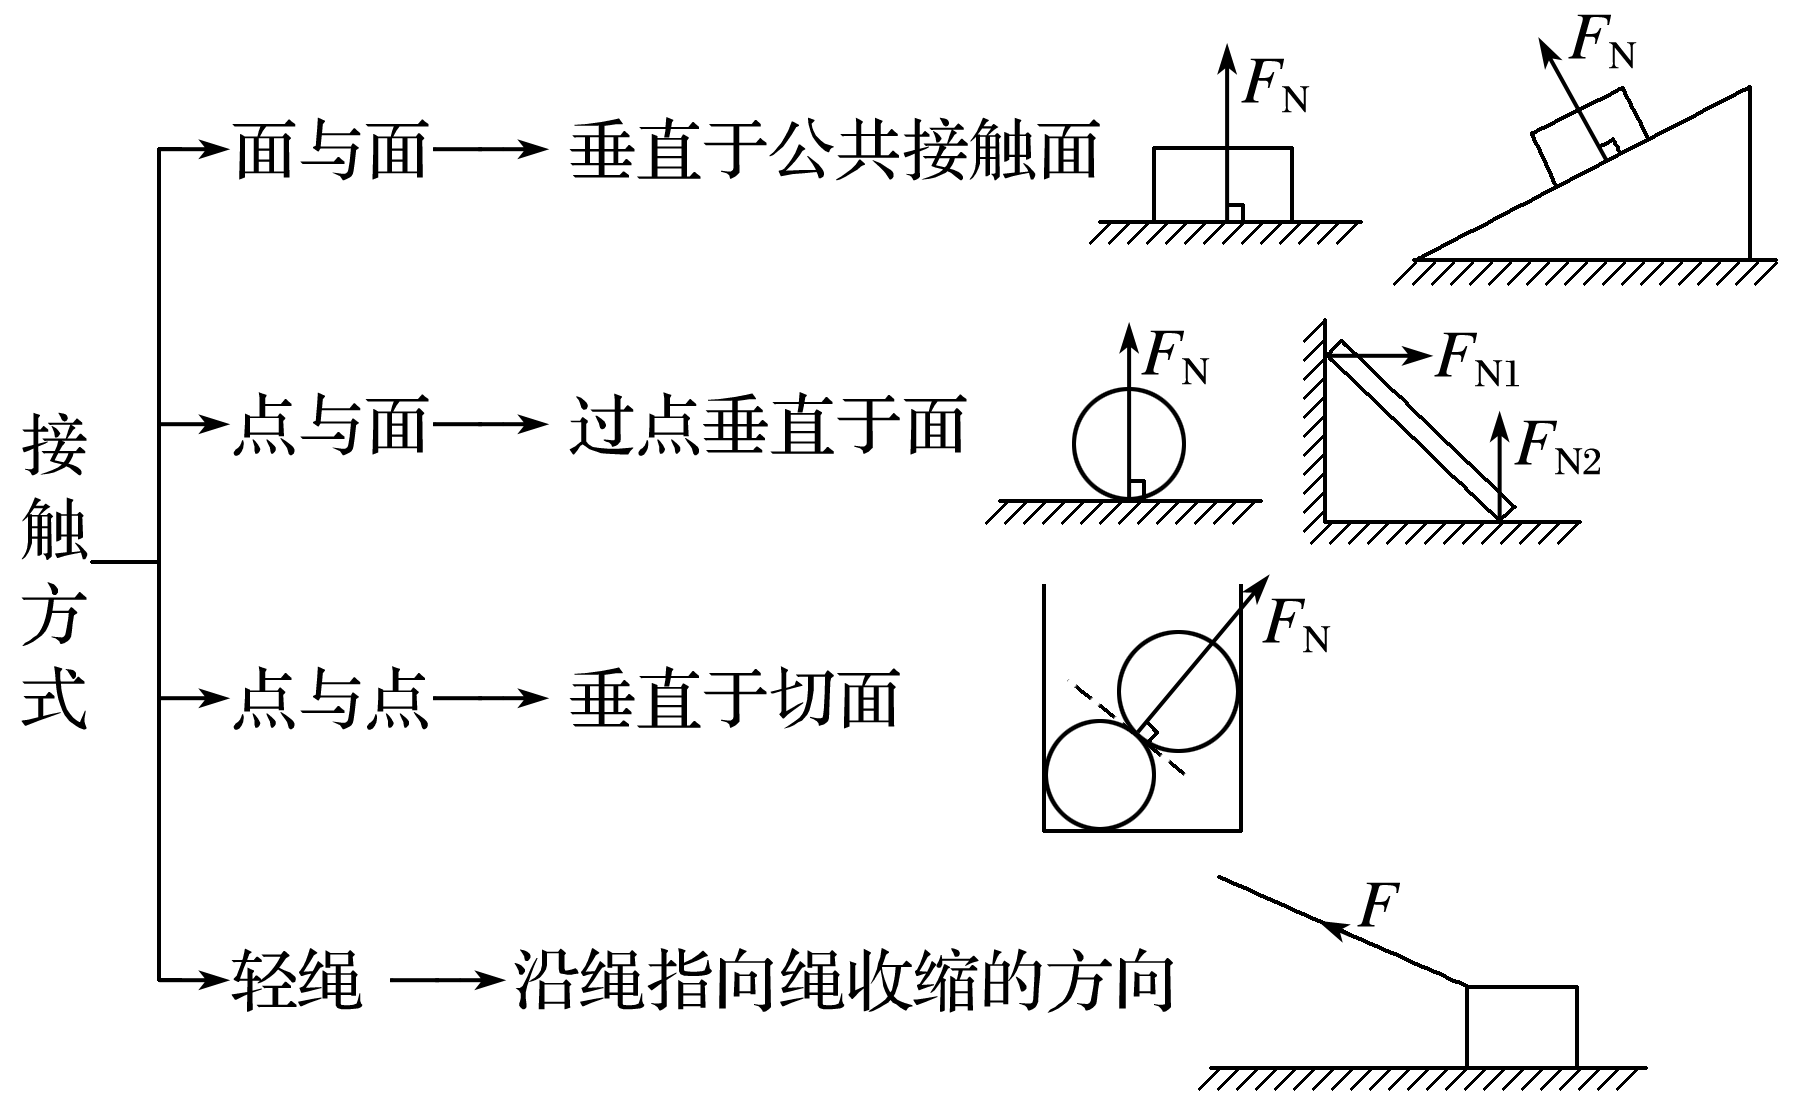 接触方式
面与面 垂直于公共接触面
F_N
F_N
点与面 过点垂直于面
F_N
F_N1
F_N2
点与点 垂直于切面
F_N
轻绳 沿绳指向绳收缩的方向
F